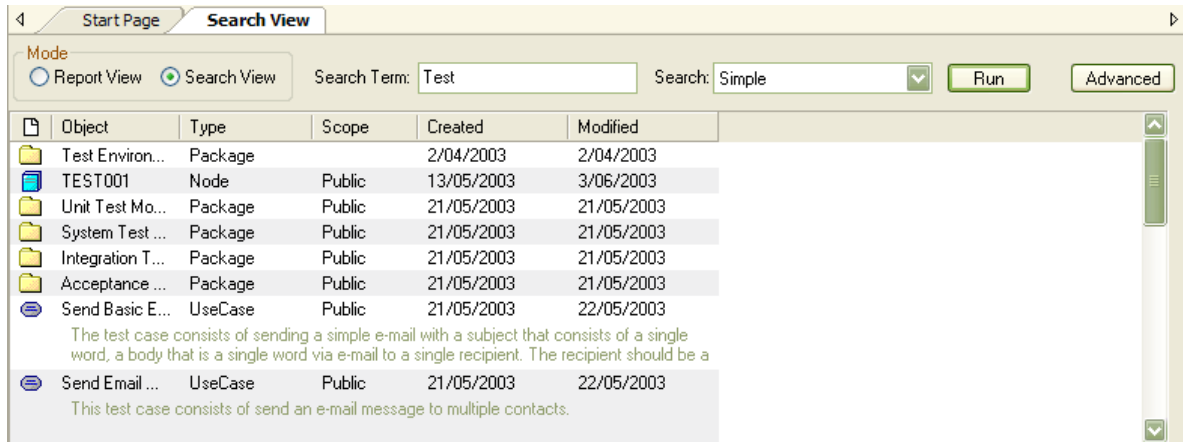 Start Page Search View
Mode
Report View Search View Search Term: Test Search: Simple Run Advanced
Object Type Scope Created Modified
Test Environ... Package 2/04/2003 2/04/2003
TEST001 Node Public 13/05/2003 3/06/2003
Unit Test Mo... Package Public 21/05/2003 21/05/2003
System Test ... Package Public 21/05/2003 21/05/2003
Integration T... Package Public 21/05/2003 21/05/2003
Acceptance ... Package Public 21/05/2003 21/05/2003
Send Basic E... UseCase Public 21/05/2003 22/05/2003
The test case consists of sending a simple e-mail with a subject that consists of a single
word, a body that is a single word via e-mail to a single recipient. The recipient should be a
Send Email ... UseCase Public 21/05/2003 22/05/2003
This test case consists of send an e-mail message to multiple contacts.